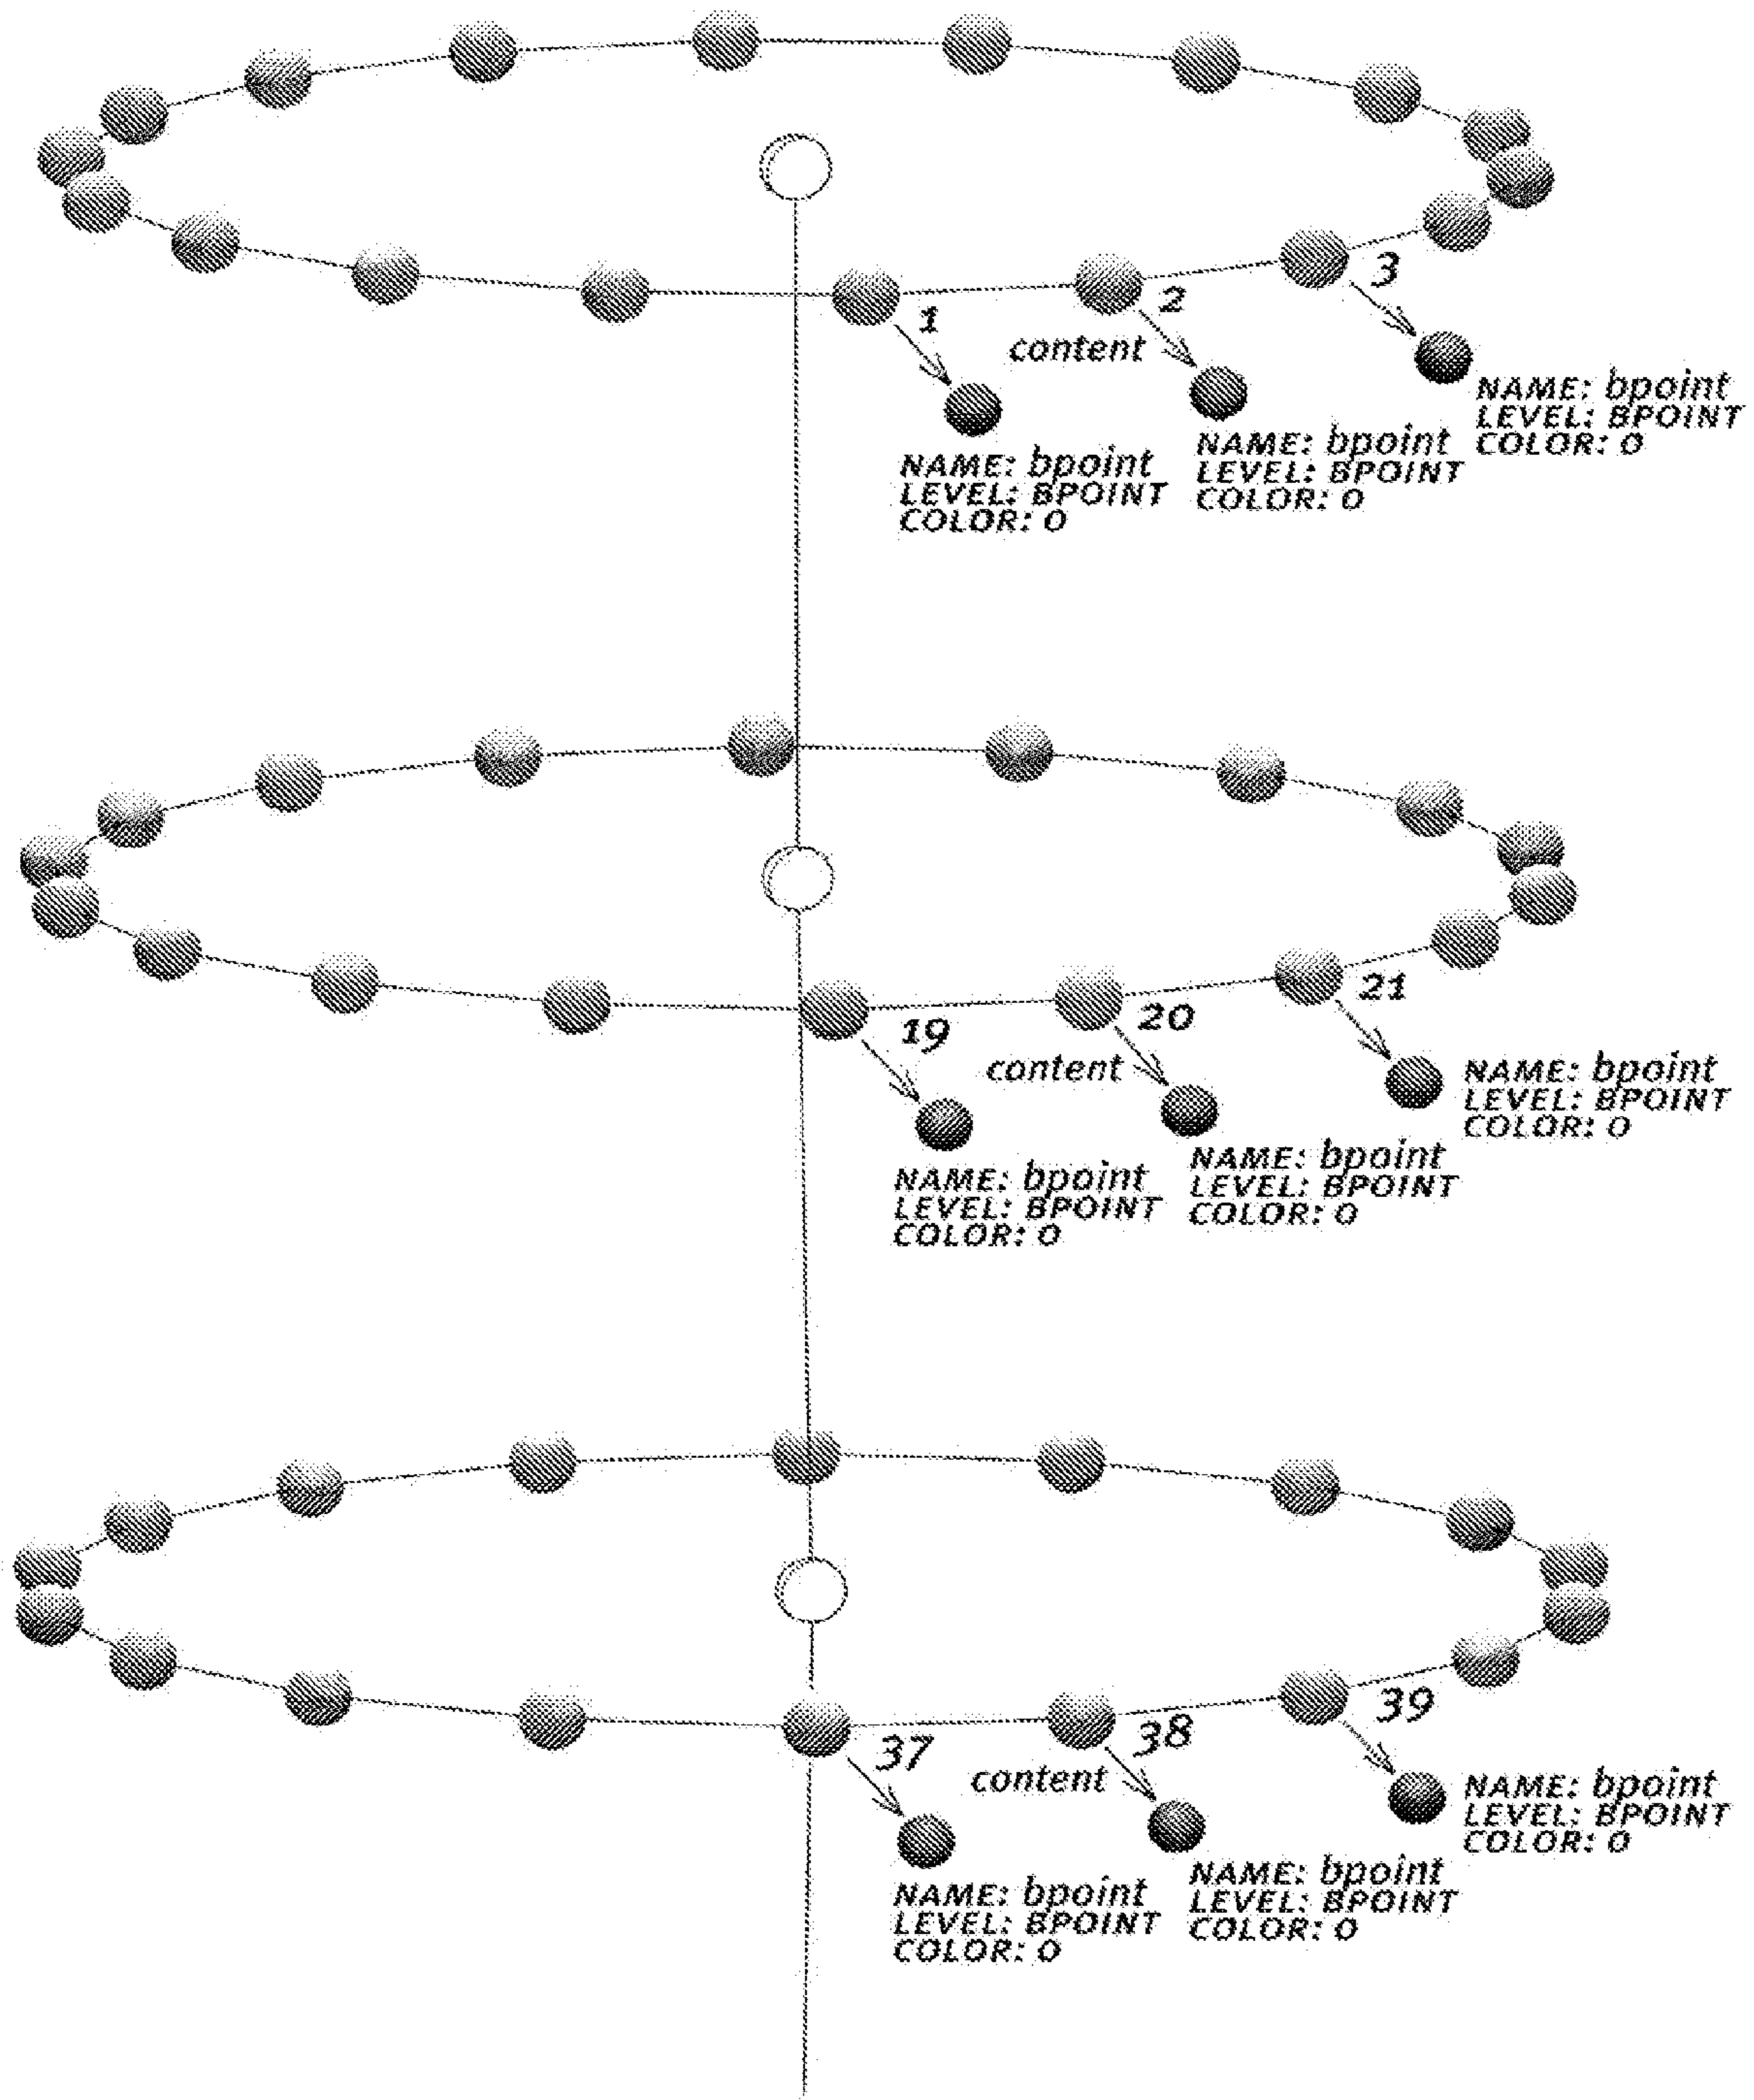 1
2
3
content
NAME: bpoint
LEVEL: BPOINT
COLOR: 0
NAME: bpoint
LEVEL: BPOINT
COLOR: 0
NAME: bpoint
LEVEL: BPOINT
COLOR: 0
19
20
21
content
NAME: bpoint
LEVEL: BPOINT
COLOR: 0
NAME: bpoint
LEVEL: BPOINT
COLOR: 0
NAME: bpoint
LEVEL: BPOINT
COLOR: 0
37
38
39
content
NAME: bpoint
LEVEL: BPOINT
COLOR: 0
NAME: bpoint
LEVEL: BPOINT
COLOR: 0
NAME: bpoint
LEVEL: BPOINT
COLOR: 0